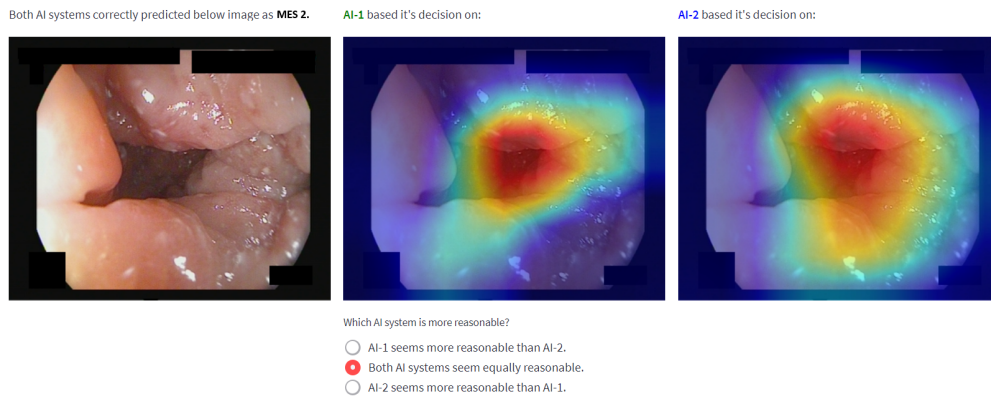 Both AI systems correctly predicted below image as MES 2.
AI-1 based it's decision on:
AI-2 based it's decision on:
Which AI system is more reasonable?
AI-1 seems more reasonable than AI-2.
Both AI systems seem equally reasonable.
AI-2 seems more reasonable than AI-1.